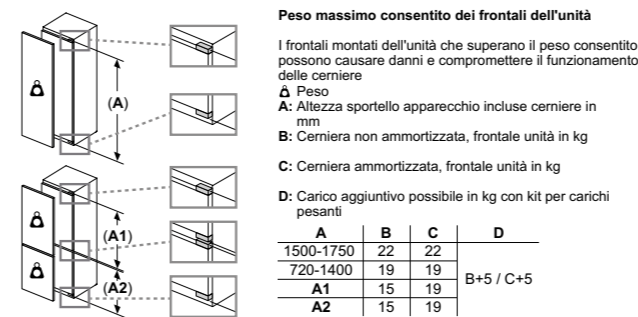 Peso massimo consentito dei frontali dell'unità
I frontali montati dell'unità che superano il peso consentito
possono causare danni e compromettere il funzionamento
delle cerniere
Peso
A: Altezza sportello apparecchio incluse cerniere in
mm
B: Cerniera non ammortizzata, frontale unità in kg
C: Cerniera ammortizzata, frontale unità in kg
D: Carico aggiuntivo possibile in kg con kit per carichi
pesanti
A B C D
1500-1750 22 22
720-1400 19 19
B+5 / C+5
A1 15 19
A2 15 19
(A)
(A1)
(A2)